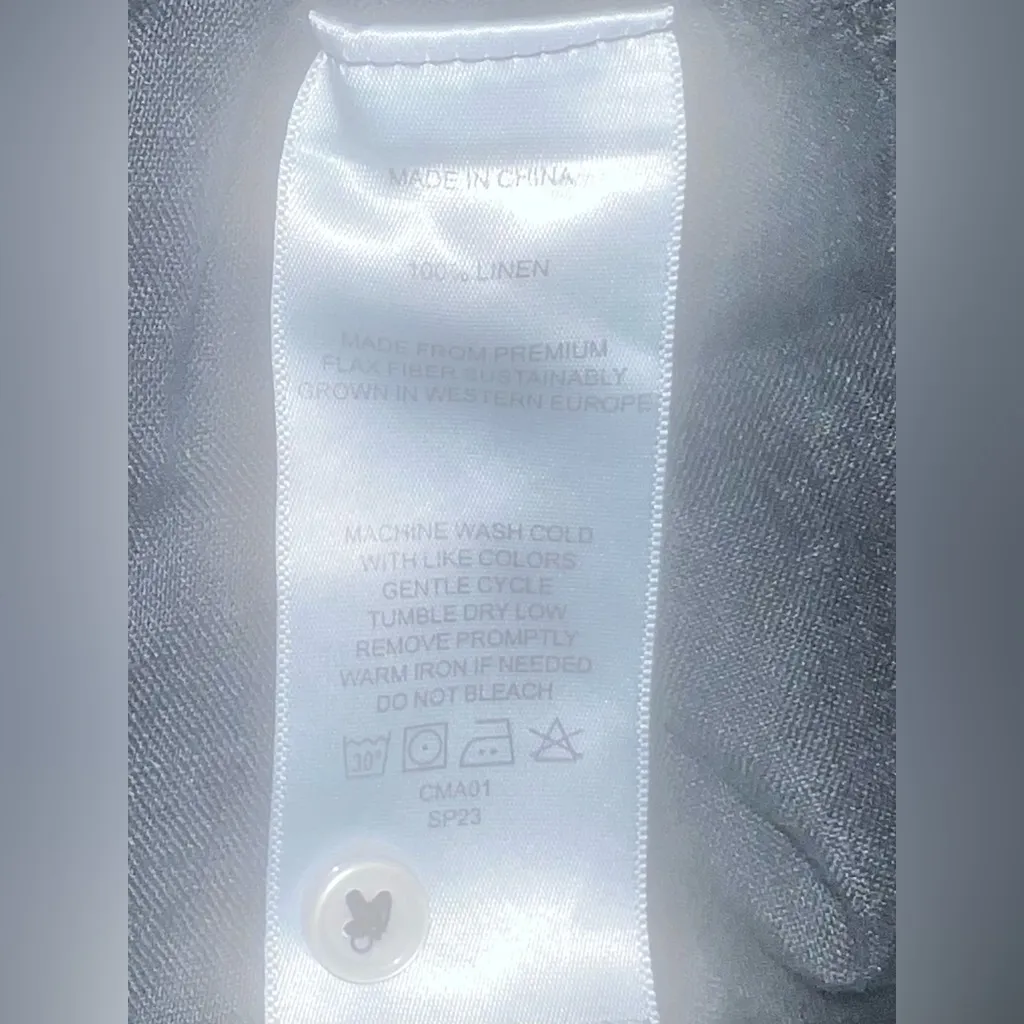 MADE IN CHINA
100% LINEN
MADE FROM PREMIUM
FLAX FIBER SUSTAINABLY
GROWN IN WESTERN EUROPE
MACHINE WASH COLD
WITH LIKE COLORS
GENTLE CYCLE
TUMBLE DRY LOW
REMOVE PROMPTLY
WARM IRON IF NEEDED
DO NOT BLEACH
30°
CMA01
SP23